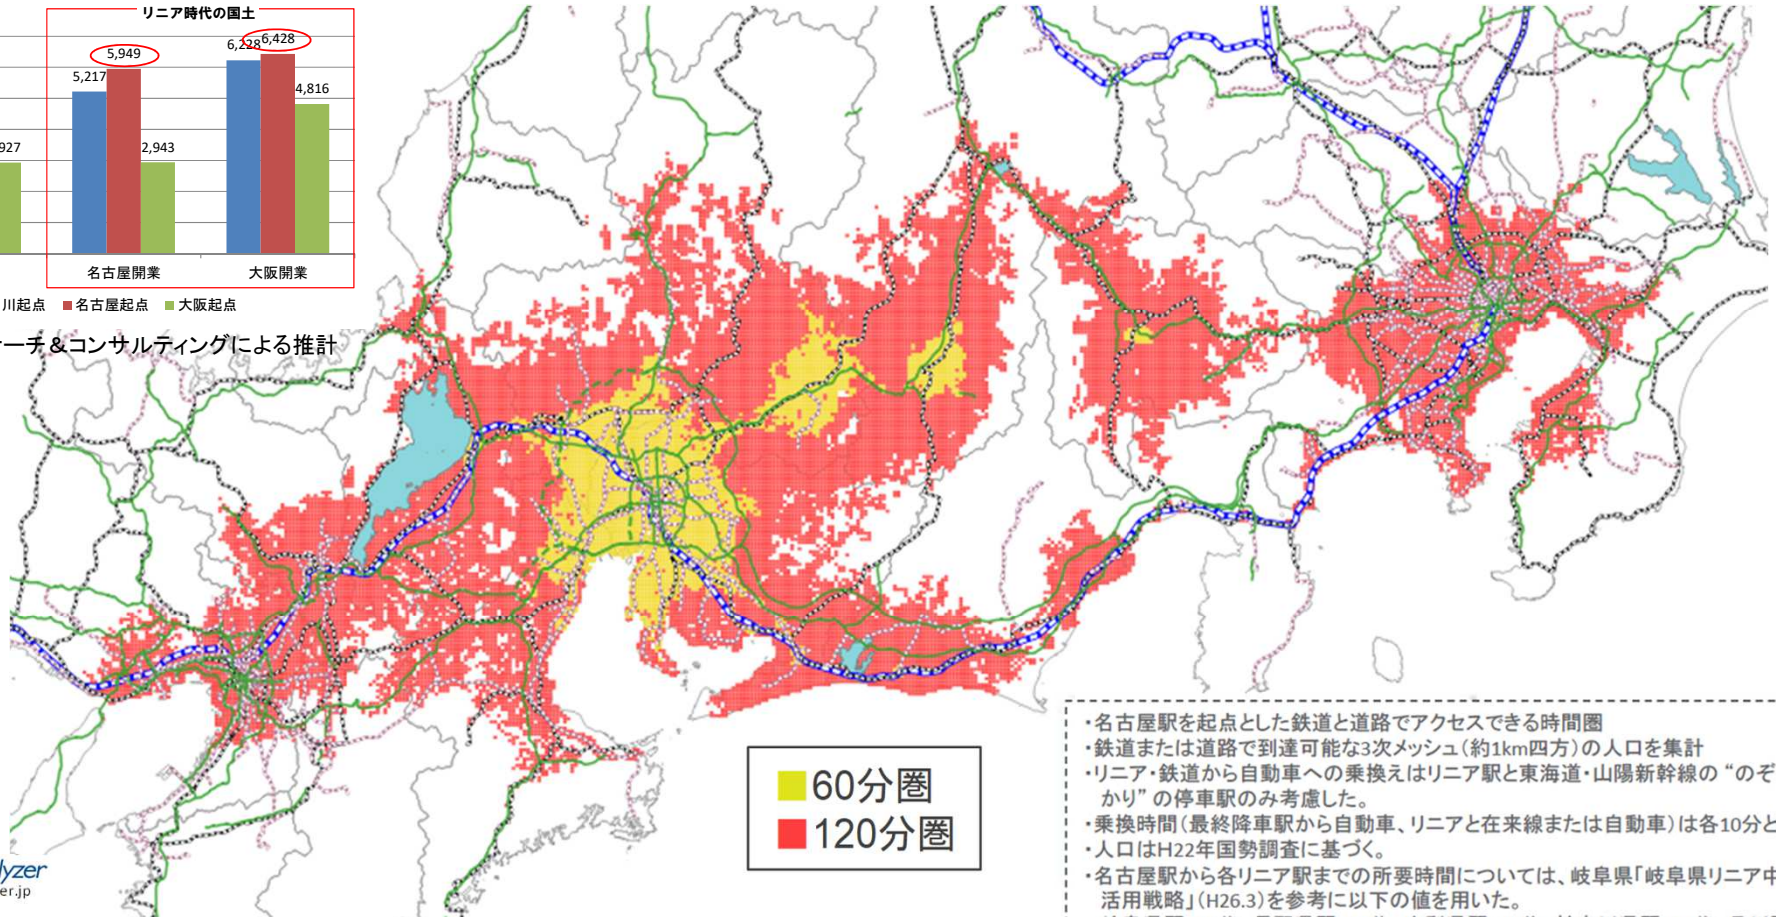 リニア時代の国土
5,949
5,217
2,943
927
6,228
6,428
4,816
名古屋開業
大阪開業
川起点
名古屋起点
大阪起点
ーチ＆コンサルティングによる推計
60分圏
120分圏
・名古屋駅を起点とした鉄道と道路でアクセスできる時間圏
・鉄道または道路で到達可能な3次メッシュ（約1km四方）の人口を集計
・リニア・鉄道から自動車への乗換えはリニア駅と東海道・山陽新幹線の “のぞ
かり” の停車駅のみ考慮した。
・乗換時間（最終降車駅から自動車、リニアと在来線または自動車）は各10分と
・人口はH22年国勢調査に基づく。
・名古屋駅から各リニア駅までの所要時間については、岐阜県「岐阜県リニア中
活用戦略」（H26.3）を参考に以下の値を用いた。
lyzer
er.jp